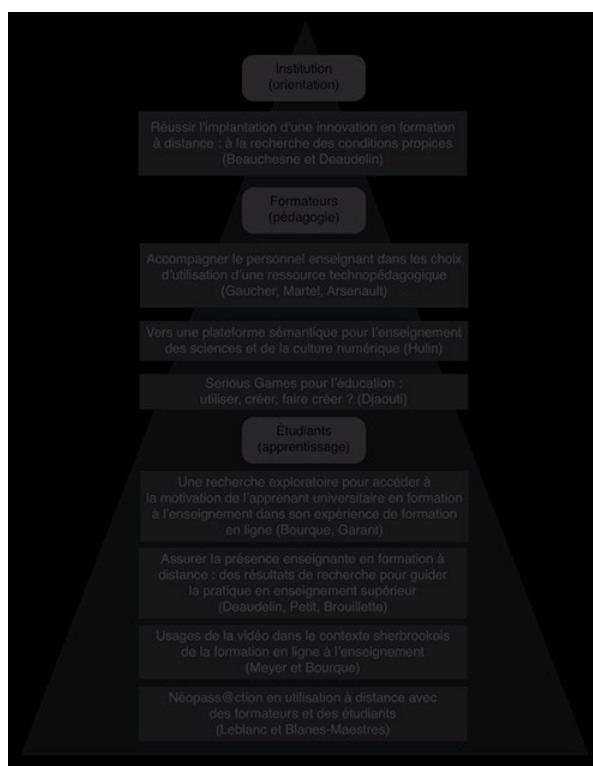 Institution
(orientation)
Réussir l'implantation d'une innovation en formation
à distance : à la recherche des conditions propices
(Beauchesne et Deaudelin)
Formateurs
(pédagogie)
Accompagner le personnel enseignant dans les choix
d'utilisation d'une ressource technopédagogique
(Gaucher, Martel, Arsenault)
Vers une plateforme sémantique pour l'enseignement
des sciences et de la culture numérique (Hulin)
Serious Games pour l'éducation :
utiliser, créer, faire créer ? (Djaouti)
Étudiants
(apprentissage)
Une recherche exploratoire pour accéder à
la motivation de l'apprenant universitaire en formation
à l'enseignement dans son expérience de formation
en ligne (Bourque, Garant)
Assurer la présence enseignante en formation à
distance : des résultats de recherche pour guider
la pratique en enseignement supérieur
(Deaudelin, Petit, Brouillette)
Usages de la vidéo dans le contexte sherbrookois
de la formation en ligne à l'enseignement
(Meyer et Bourque)
Néopass@ction en utilisation à distance avec
des formateurs et des étudiants
(Leblanc et Blanes-Maestres)